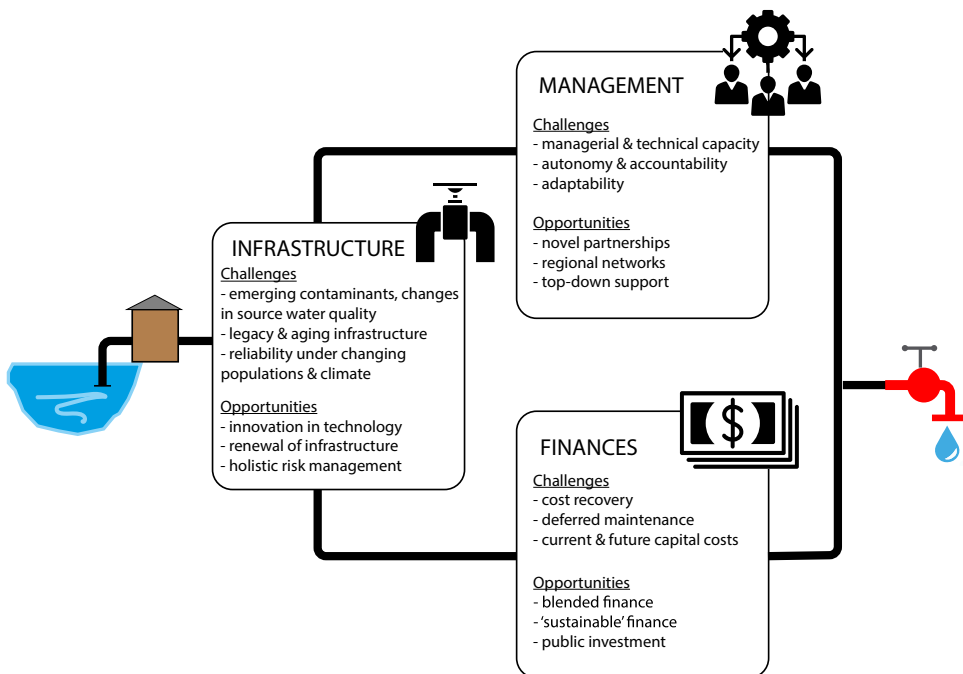 MANAGEMENT
Challenges
- managerial & technical capacity
- autonomy & accountability
- adaptability
Opportunities
- novel partnerships
- regional networks
- top-down support
INFRASTRUCTURE
Challenges
- emerging contaminants, changes
in source water quality
- legacy & aging infrastructure
- reliability under changing
populations & climate
Opportunities
- innovation in technology
- renewal of infrastructure
- holistic risk management
$
FINANCES
Challenges
- cost recovery
- deferred maintenance
- current & future capital costs
Opportunities
- blended finance
- ‘sustainable’ finance
- public investment